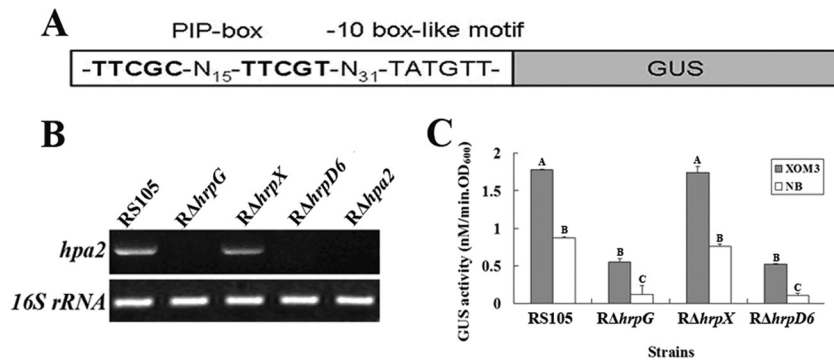 A
PIP-box -10 box-like motif
-TTCGC-N15-TTCGT-N31-TATGTT- GUS
B
RS105 RΔhrpG RΔhrpX RΔhrpD6 RΔhpa2
hpa2
16S rRNA
C
GUS activity (nM/min.OD600)
2
1.5
1
0.5
0
A B B C A B B C
XOM3
NB
RS105 RΔhrpG RΔhrpX RΔhrpD6
Strains